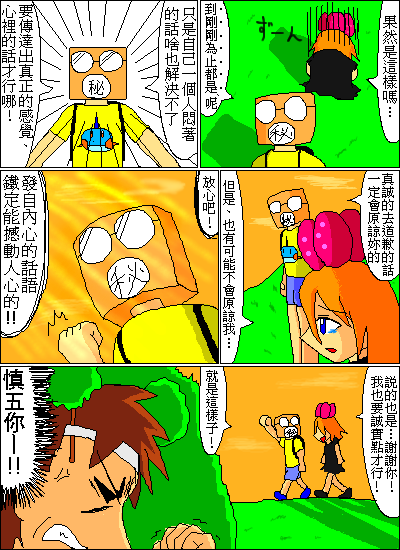 果然是這樣嗎…
ずーん
到剛剛為止都是呢…
秘
只是自己一個人悶著
的話啥也解決不了
秘
要傳達出真正的感覺、
心裡的話才行哪！
真誠的去道歉的話
一定會原諒妳的
但是、也有可能不會原諒我…
放心吧！
秘
發自內心的話語
鐵定能撼動人心的!!
說的也是…謝謝你！
我也要誠實點才行！
秘
就是這樣子！
慎五你ー!!